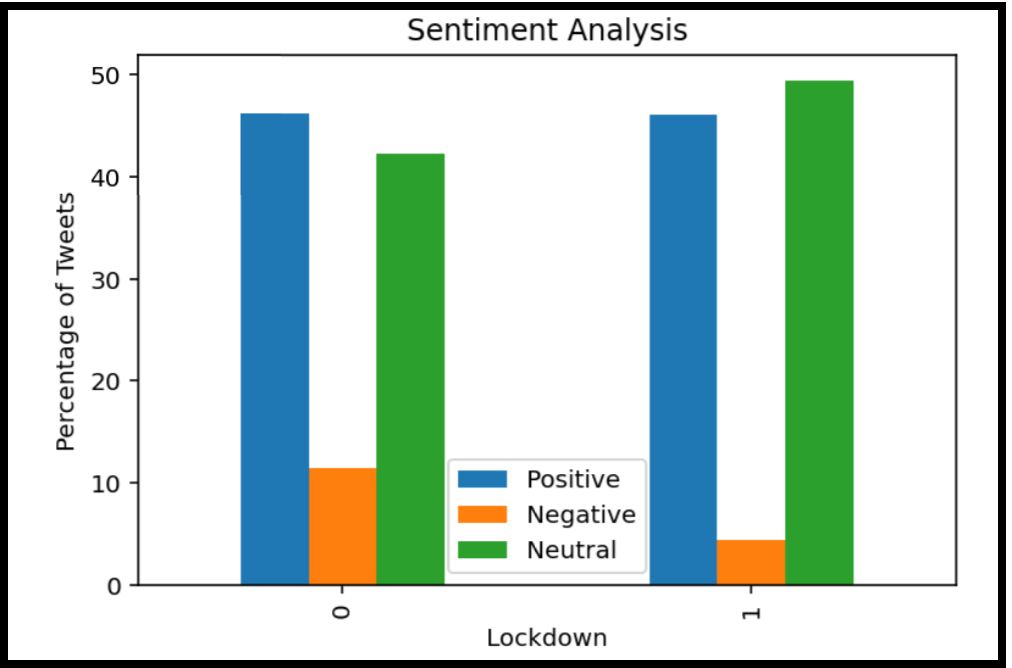 Sentiment Analysis
50
40
30
20
10
0
Percentage of Tweets
Positive
Negative
Neutral
0
1
Lockdown